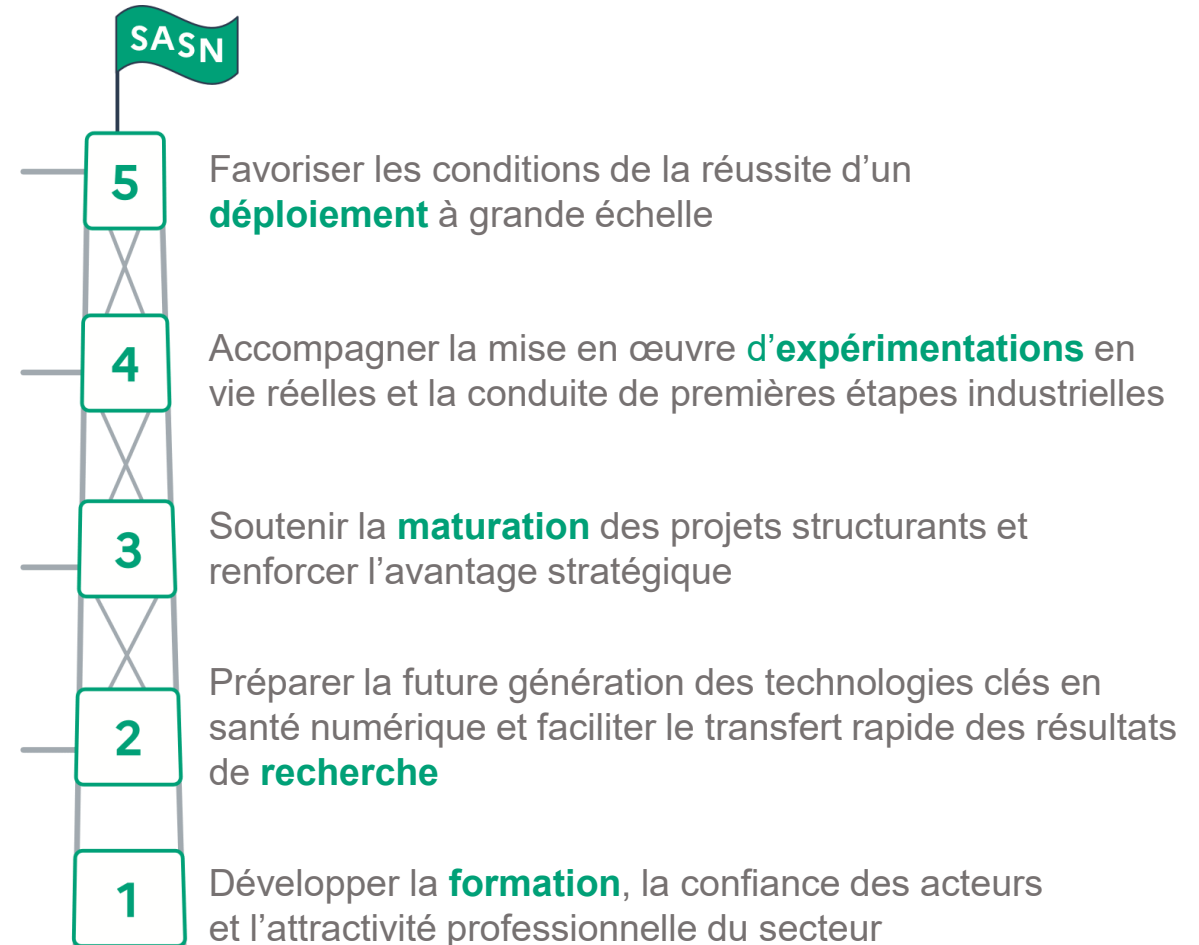 SASN
5
Favoriser les conditions de la réussite d’un
déploiement à grande échelle
4
Accompagner la mise en œuvre d’expérimentations en
vie réelles et la conduite de premières étapes industrielles
3
Soutenir la maturation des projets structurants et
renforcer l’avantage stratégique
2
Préparer la future génération des technologies clés en
santé numérique et faciliter le transfert rapide des résultats
de recherche
1
Développer la formation, la confiance des acteurs
et l’attractivité professionnelle du secteur